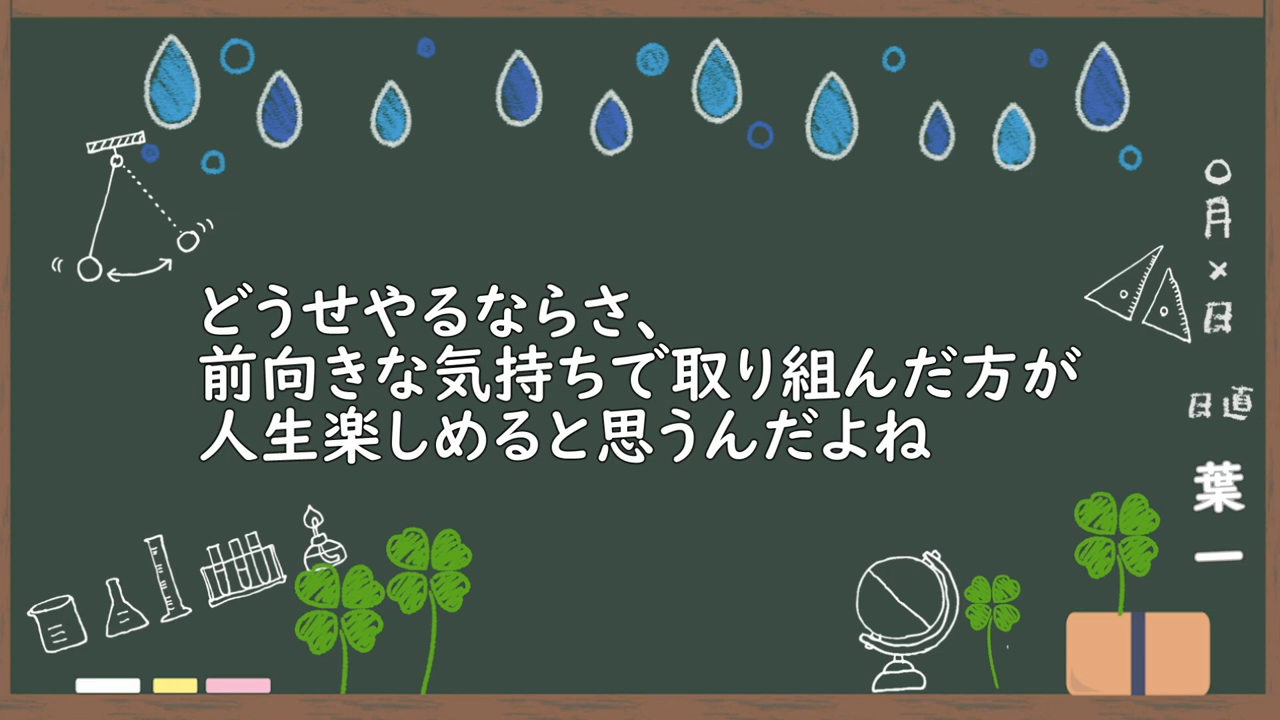 どうせやるならさ、
前向きな気持ちで取り組んだ方が
人生楽しめると思うんだよね
〇月×日
日直
葉一